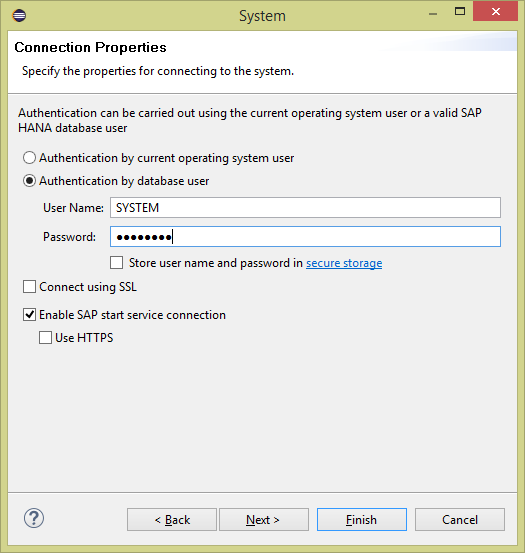 System
Connection Properties
Specify the properties for connecting to the system.
Authentication can be carried out using the current operating system user or a valid SAP
HANA database user
Authentication by current operating system user
Authentication by database user
User Name: SYSTEM
Password: ●●●●●●●●
Store user name and password in secure storage
Connect using SSL
Enable SAP start service connection
Use HTTPS
? < Back Next > Finish Cancel